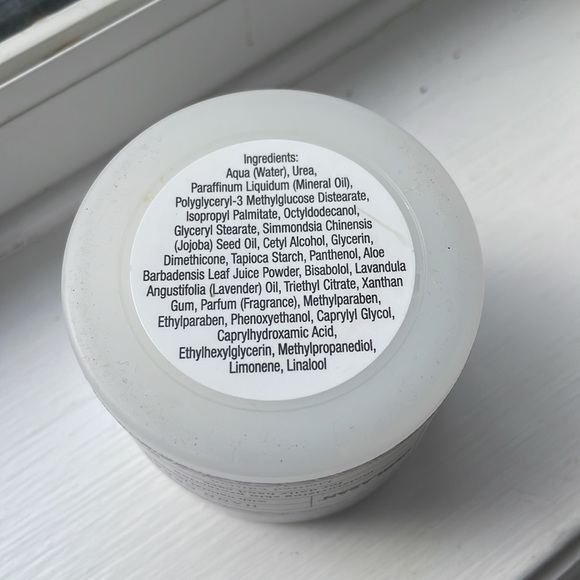 Ingredients:
Aqua (Water), Urea,
Paraffinum Liquidum (Mineral Oil),
Polyglyceryl-3 Methylglucose Distearate,
Isopropyl Palmitate, Octyldodecanol,
Glyceryl Stearate, Simmondsia Chinensis
(Jojoba) Seed Oil, Cetyl Alcohol, Glycerin,
Dimethicone, Tapioca Starch, Panthenol, Aloe
Barbadensis Leaf Juice Powder, Bisabolol, Lavandula
Angustifolia (Lavender) Oil, Triethyl Citrate, Xanthan
Gum, Parfum (Fragrance), Methylparaben,
Ethylparaben, Phenoxyethanol, Caprylyl Glycol,
Caprylhydroxamic Acid,
Ethylhexylglycerin, Methylpropanediol,
Limonene, Linalool